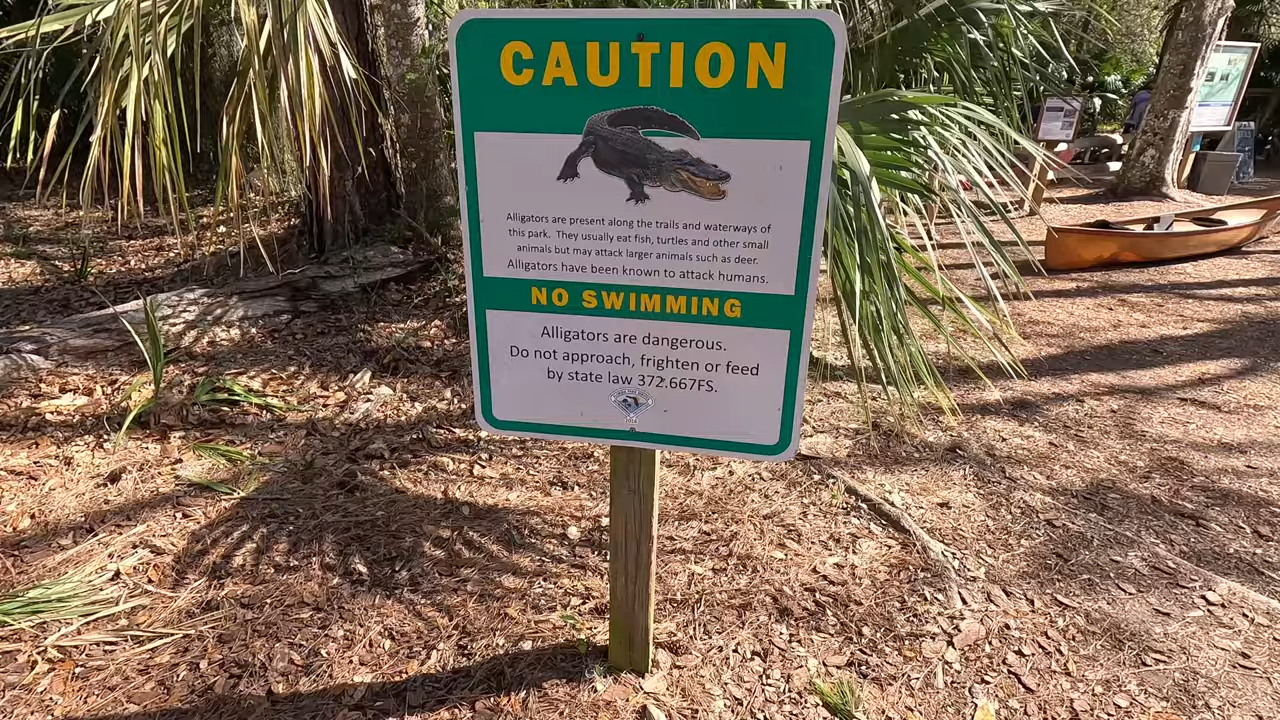 CAUTION
Alligators are present along the trails and waterways of
this park. They usually eat fish, turtles and other small
animals but may attack larger animals such as deer.
Alligators have been known to attack humans.
NO SWIMMING
Alligators are dangerous.
Do not approach, frighten or feed
by state law 372.667FS.